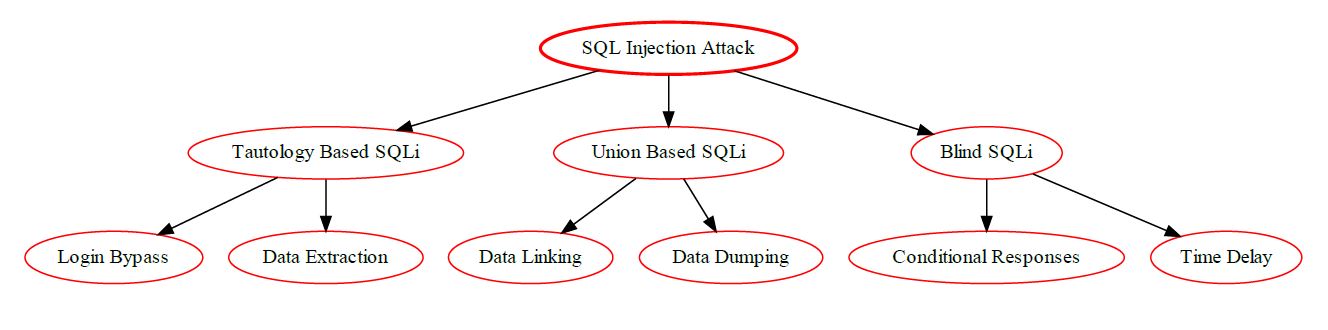 SQL Injection Attack
Tautology Based SQLi
Union Based SQLi
Blind SQLi
Login Bypass
Data Extraction
Data Linking
Data Dumping
Conditional Responses
Time Delay